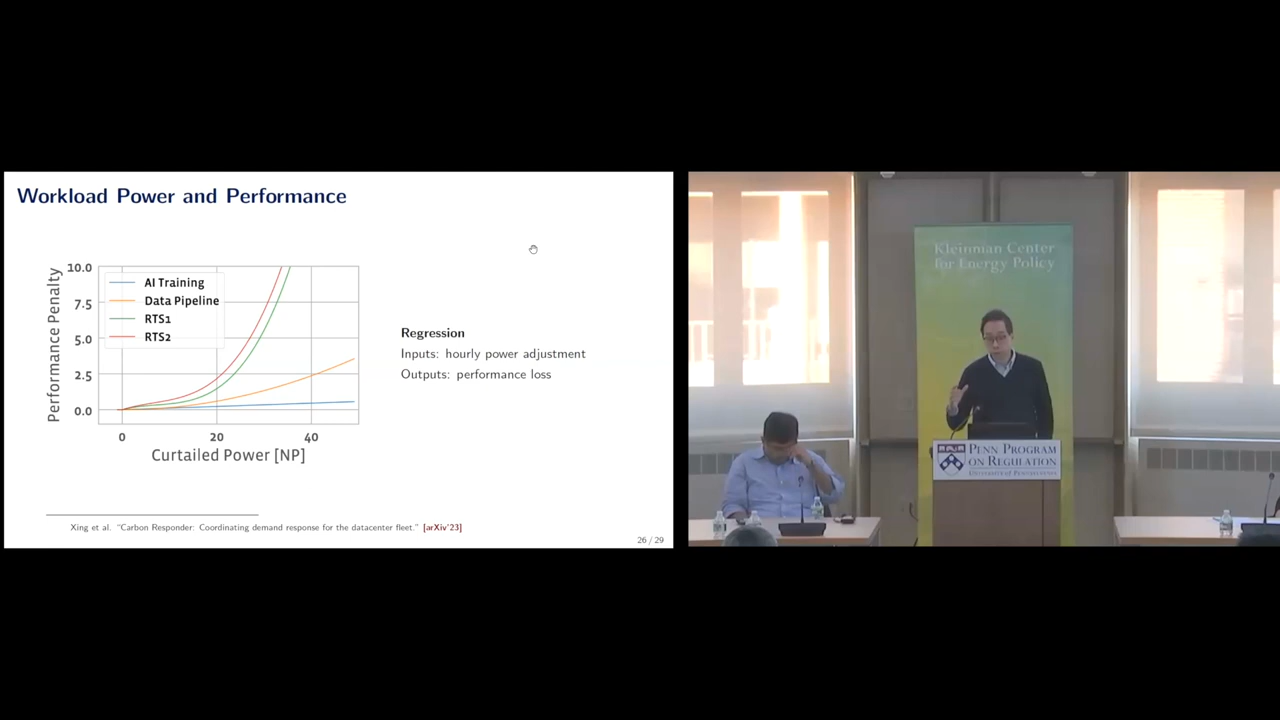 Workload Power and Performance
10.0
7.5
5.0
2.5
0.0
Performance Penalty
AI Training
Data Pipeline
RTS1
RTS2
0
20
40
Curtailed Power [NP]
Regression
Inputs: hourly power adjustment
Outputs: performance loss
Xing et al. “Carbon Responder: Coordinating demand response for the datacenter fleet.” [arXiv'23]
26 / 29
Kleinman Center
for Energy Policy
PENN PROGRAM
ON REGULATION
UNIVERSITY OF PENNSYLVANIA